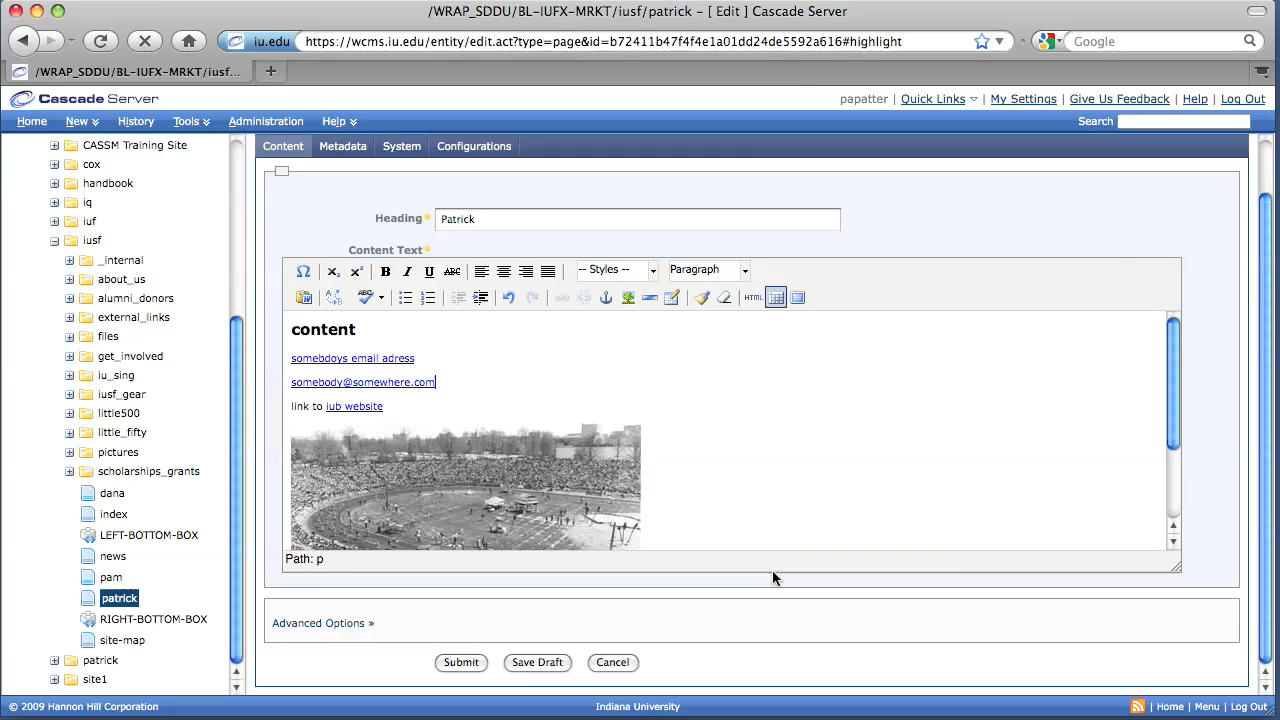 /WRAP_SDDU/BL-IUFX-MRKT/iusf/patrick – [ Edit ] Cascade Server
iu.edu https://wcms.iu.edu/entity/edit.act?type=page&id=b72411b47f4f4e1a01dd24de5592a616#highlight Google
/WRAP_SDDU/BL-IUFX-MRKT/iusf... +
CASCADE SERVER papatter | Quick Links | My Settings | Give Us Feedback | Help | Log Out
Home New History Tools Administration Help Search
CASSM Training Site
cox
handbook
iq
iuf
iusf
_internal
about_us
alumni_donors
external_links
files
get_involved
iu_sing
iusf_gear
little500
little_fifty
pictures
scholarships_grants
dana
index
LEFT-BOTTOM-BOX
news
pam
patrick
RIGHT-BOTTOM-BOX
site-map
patrick
site1
Content Metadata System Configurations
Heading Patrick
Content Text
Ω x₂ x² B I U ABC -- Styles -- Paragraph
ABC HTML
content
somebdoys email adress
somebody@somewhere.com
link to iub website
Path: p
Advanced Options »
Submit Save Draft Cancel
© 2009 Hannon Hill Corporation Indiana University | Home | Menu | Log Out